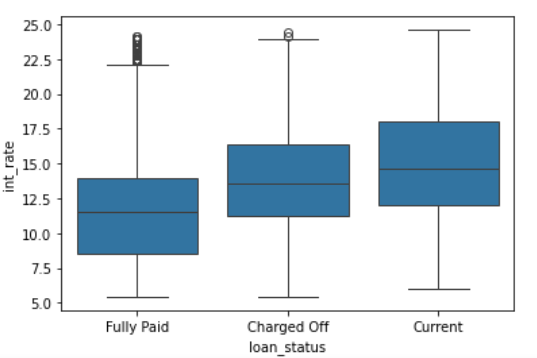 25.0
22.5
20.0
17.5
15.0
12.5
10.0
7.5
5.0
int_rate
Fully Paid
Charged Off
Current
loan_status